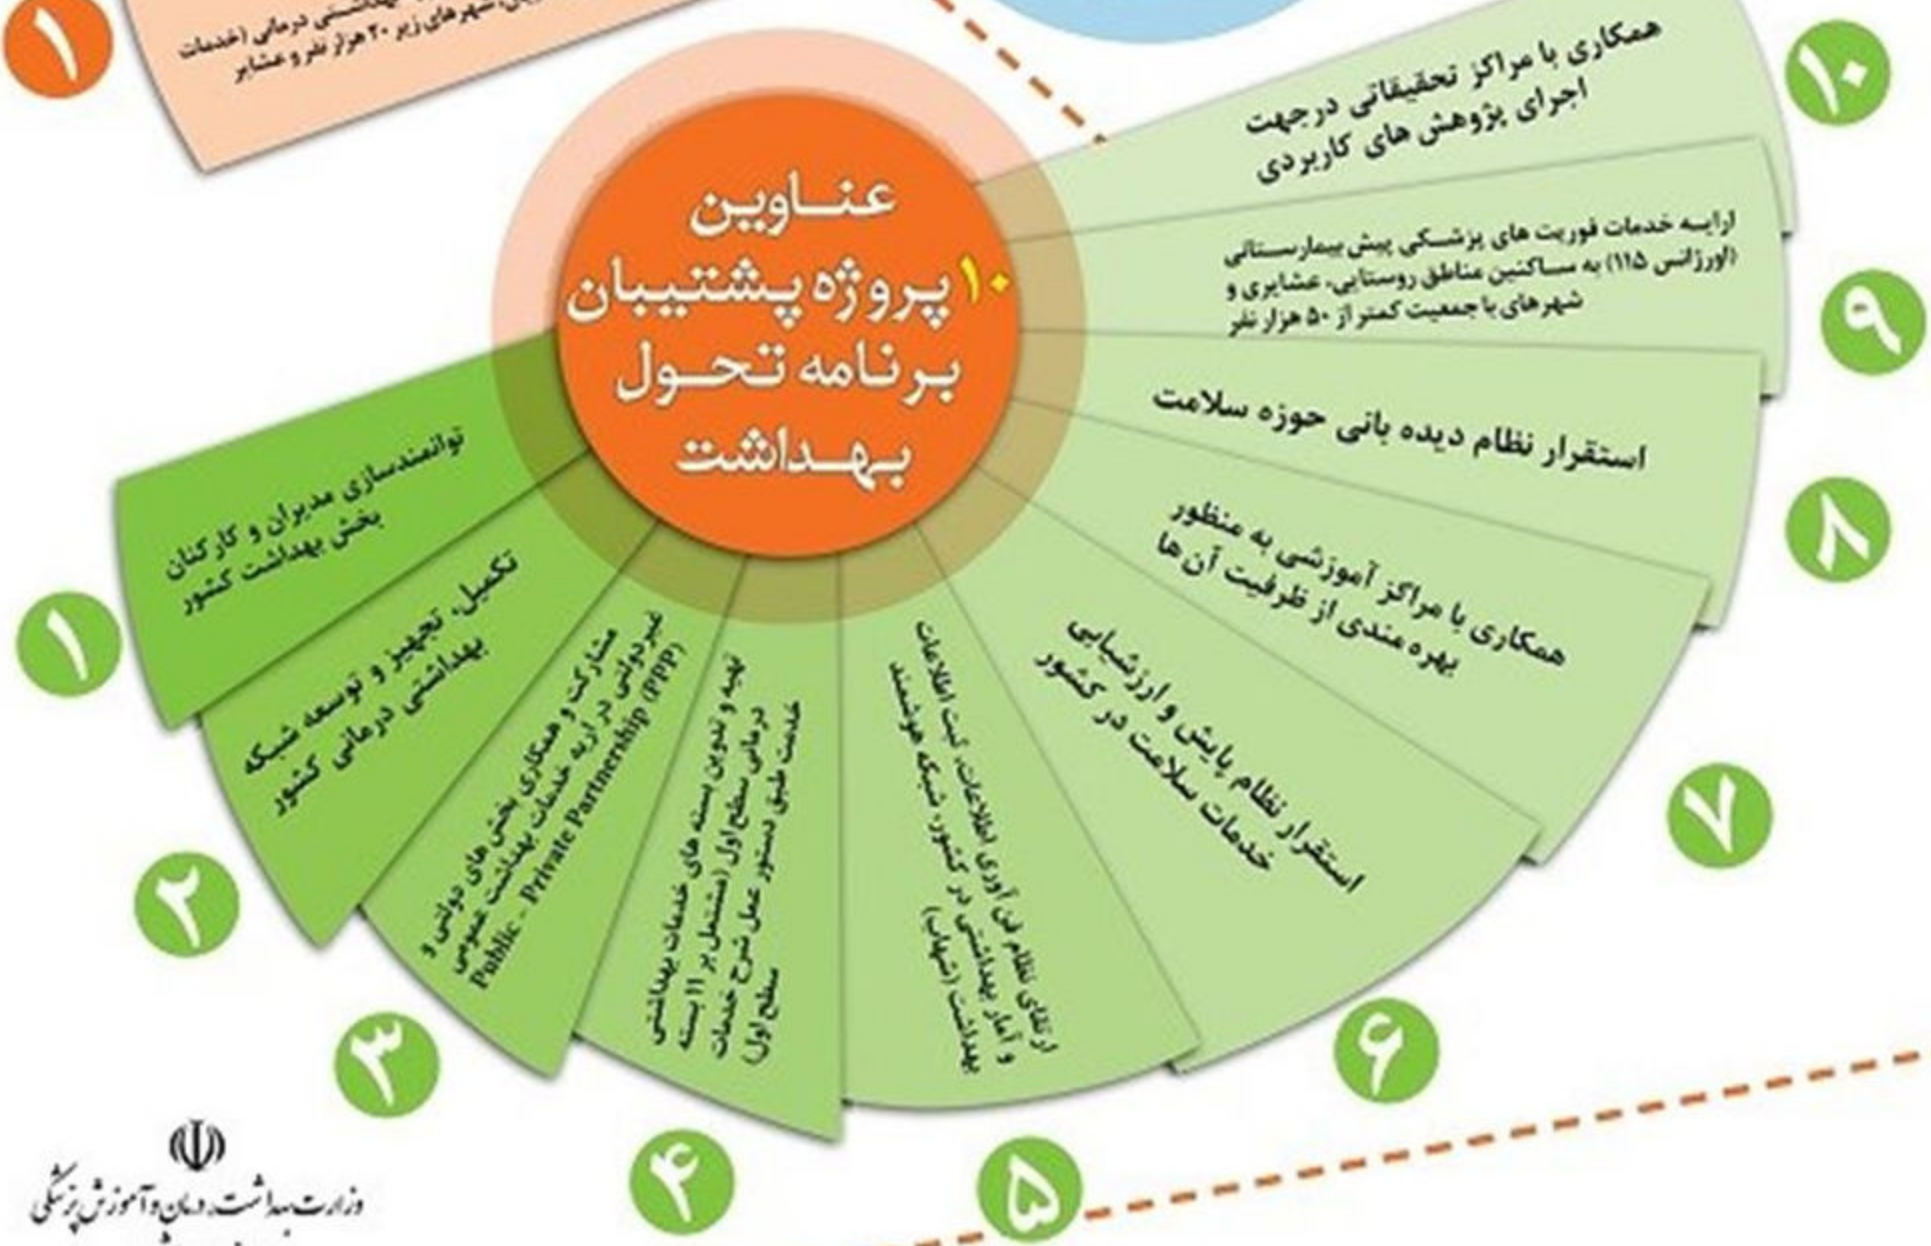 ۱
بهداشتی درمانی (خدمات
شهرهای زیر ۲۰ هزار نفر و عشایر
عناوین
۱۰ پروژه پشتیبان
برنامه تحول
بهداشت
۱
توانمندسازی مدیران و کارکنان
بخش بهداشت کشور
۲
تکمیل، تجهیز و توسعه شبکه
بهداشتی درمانی کشور
۳
مشارکت و همکاری بخش های دولتی و
غیردولتی در ارایه خدمات بهداشت عمومی
Public - Private Partnership (PPP)
۴
تهیه و تدوین بسته های خدمات بهداشتی
درمانی سطح اول (مشتمل بر ۱۱ بسته
خدمت طبق دستور عمل شرح خدمات
سطح اول)
۵
ارتقای نظام فن آوری اطلاعات، ثبت اطلاعات
و آمار بهداشتی در کشور، شبکه هوشمند
بهداشت (شهاب)
۶
استقرار نظام پایش و ارزشیابی
خدمات سلامت در کشور
۷
همکاری با مراکز آموزشی به منظور
بهره مندی از ظرفیت آن ها
۸
استقرار نظام دیده بانی حوزه سلامت
۹
ارایه خدمات فوریت های پزشکی پیش بیمارستانی
(اورژانس ۱۱۵) به ساکنین مناطق روستایی، عشایری و
شهرهای با جمعیت کمتر از ۵۰ هزار نفر
۱۰
همکاری با مراکز تحقیقاتی درجهت
اجرای پژوهش های کاربردی
وزارت بهداشت، درمان و آموزش پزشکی